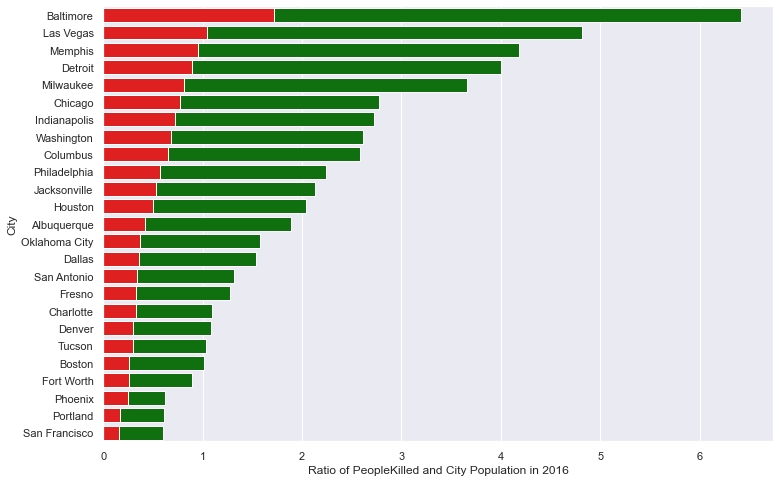 Baltimore
Las Vegas
Memphis
Detroit
Milwaukee
Chicago
Indianapolis
Washington
Columbus
Philadelphia
Jacksonville
Houston
Albuquerque
Oklahoma City
Dallas
San Antonio
Fresno
Charlotte
Denver
Tucson
Boston
Fort Worth
Phoenix
Portland
San Francisco
City
0 1 2 3 4 5 6
Ratio of PeopleKilled and City Population in 2016